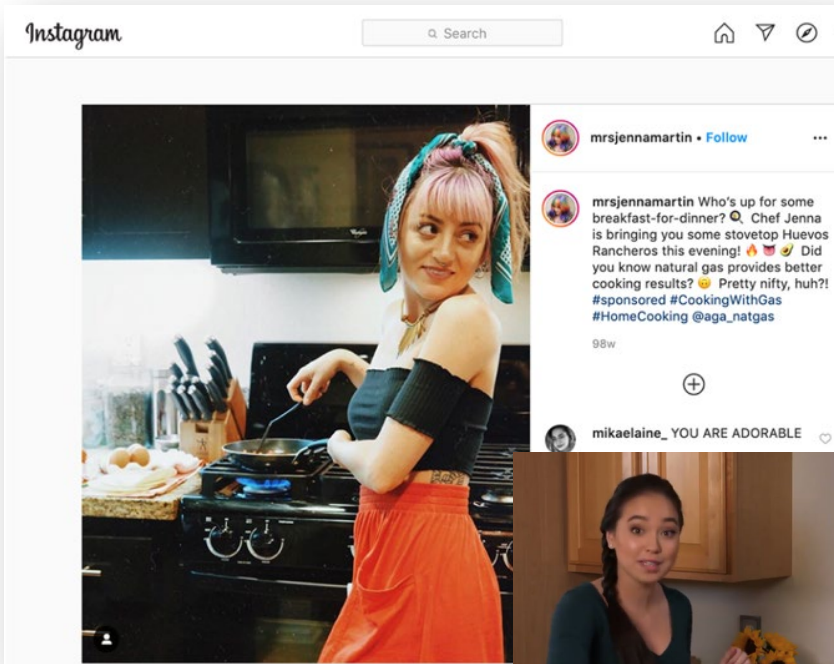 Instagram
Search
mrsjennamartin • Follow
mrsjennamartin Who's up for some
breakfast-for-dinner? 🍳 Chef Jenna
is bringing you some stovetop Huevos
Rancheros this evening! 🔥 👅 🥑 Did
you know natural gas provides better
cooking results? 😊 Pretty nifty, huh?!
#sponsored #CookingWithGas
#HomeCooking @aga_natgas
98w
mikaelaine_ YOU ARE ADORABLE